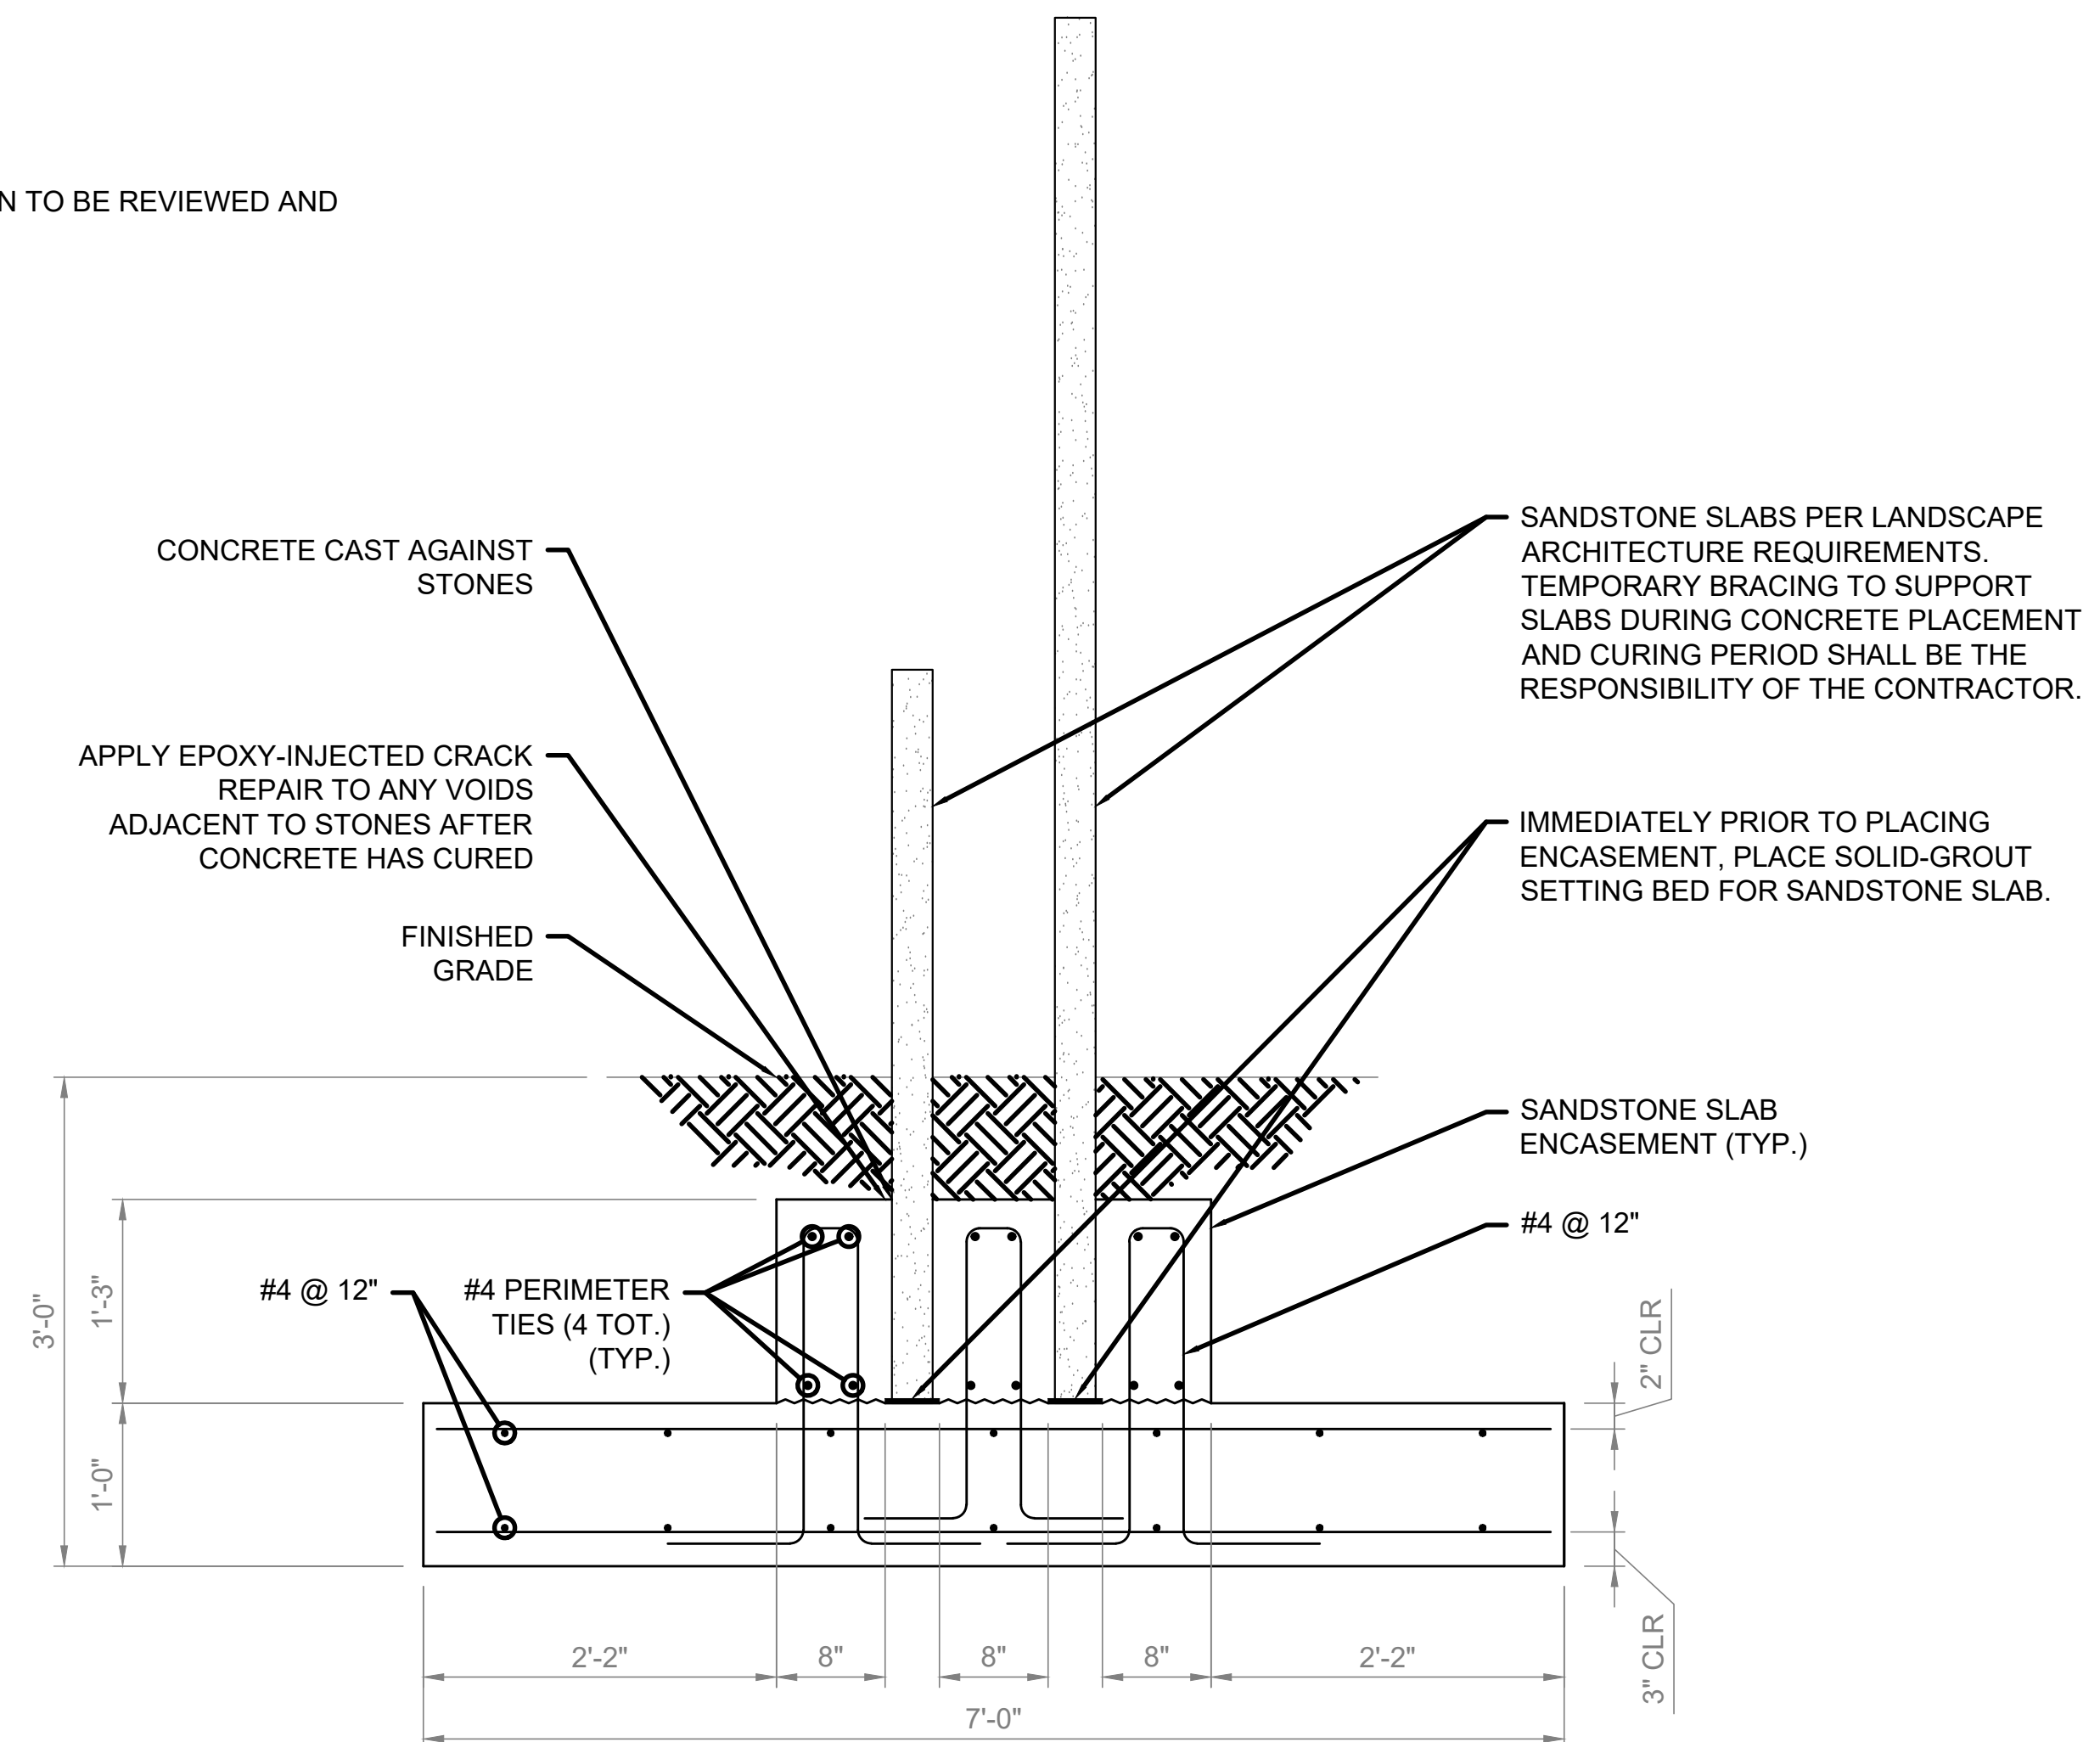 N TO BE REVIEWED AND
CONCRETE CAST AGAINST
STONES
APPLY EPOXY-INJECTED CRACK
REPAIR TO ANY VOIDS
ADJACENT TO STONES AFTER
CONCRETE HAS CURED
FINISHED
GRADE
SANDSTONE SLABS PER LANDSCAPE
ARCHITECTURE REQUIREMENTS.
TEMPORARY BRACING TO SUPPORT
SLABS DURING CONCRETE PLACEMENT
AND CURING PERIOD SHALL BE THE
RESPONSIBILITY OF THE CONTRACTOR.
IMMEDIATELY PRIOR TO PLACING
ENCASEMENT, PLACE SOLID-GROUT
SETTING BED FOR SANDSTONE SLAB.
SANDSTONE SLAB
ENCASEMENT (TYP.)
#4 @ 12"
#4 @ 12"
#4 PERIMETER
TIES (4 TOT.)
(TYP.)
3'-0"
1'-3"
1'-0"
2" CLR
3" CLR
2'-2"
8"
8"
8"
2'-2"
7'-0"